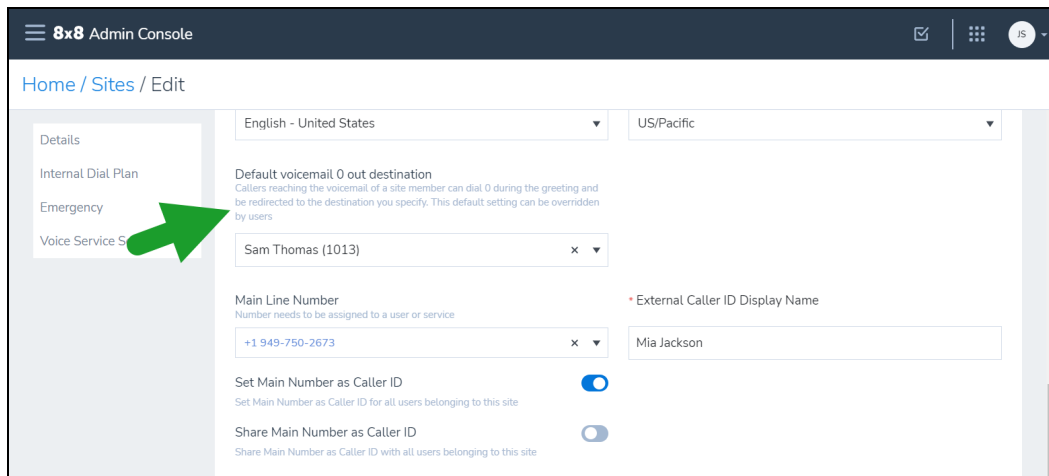 8x8 Admin Console
JS
Home / Sites / Edit
Details
Internal Dial Plan
Emergency
Voice Service S
English - United States
US/Pacific
Default voicemail 0 out destination
Callers reaching the voicemail of a site member can dial 0 during the greeting and
be redirected to the destination you specify. This default setting can be overridden
by users
Sam Thomas (1013)
Main Line Number
Number needs to be assigned to a user or service
+1 949-750-2673
* External Caller ID Display Name
Mia Jackson
Set Main Number as Caller ID
Set Main Number as Caller ID for all users belonging to this site
Share Main Number as Caller ID
Share Main Number as Caller ID with all users belonging to this site